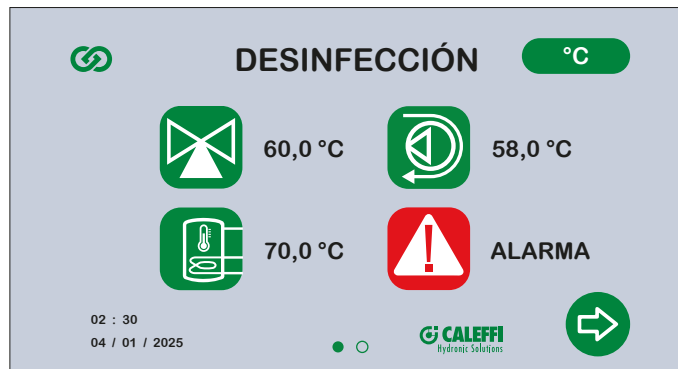 DESINFECCIÓN
°C
60,0 °C
58,0 °C
70,0 °C
ALARMA
02 : 30
04 / 01 / 2025
CALEFFI
Hydronic Solutions